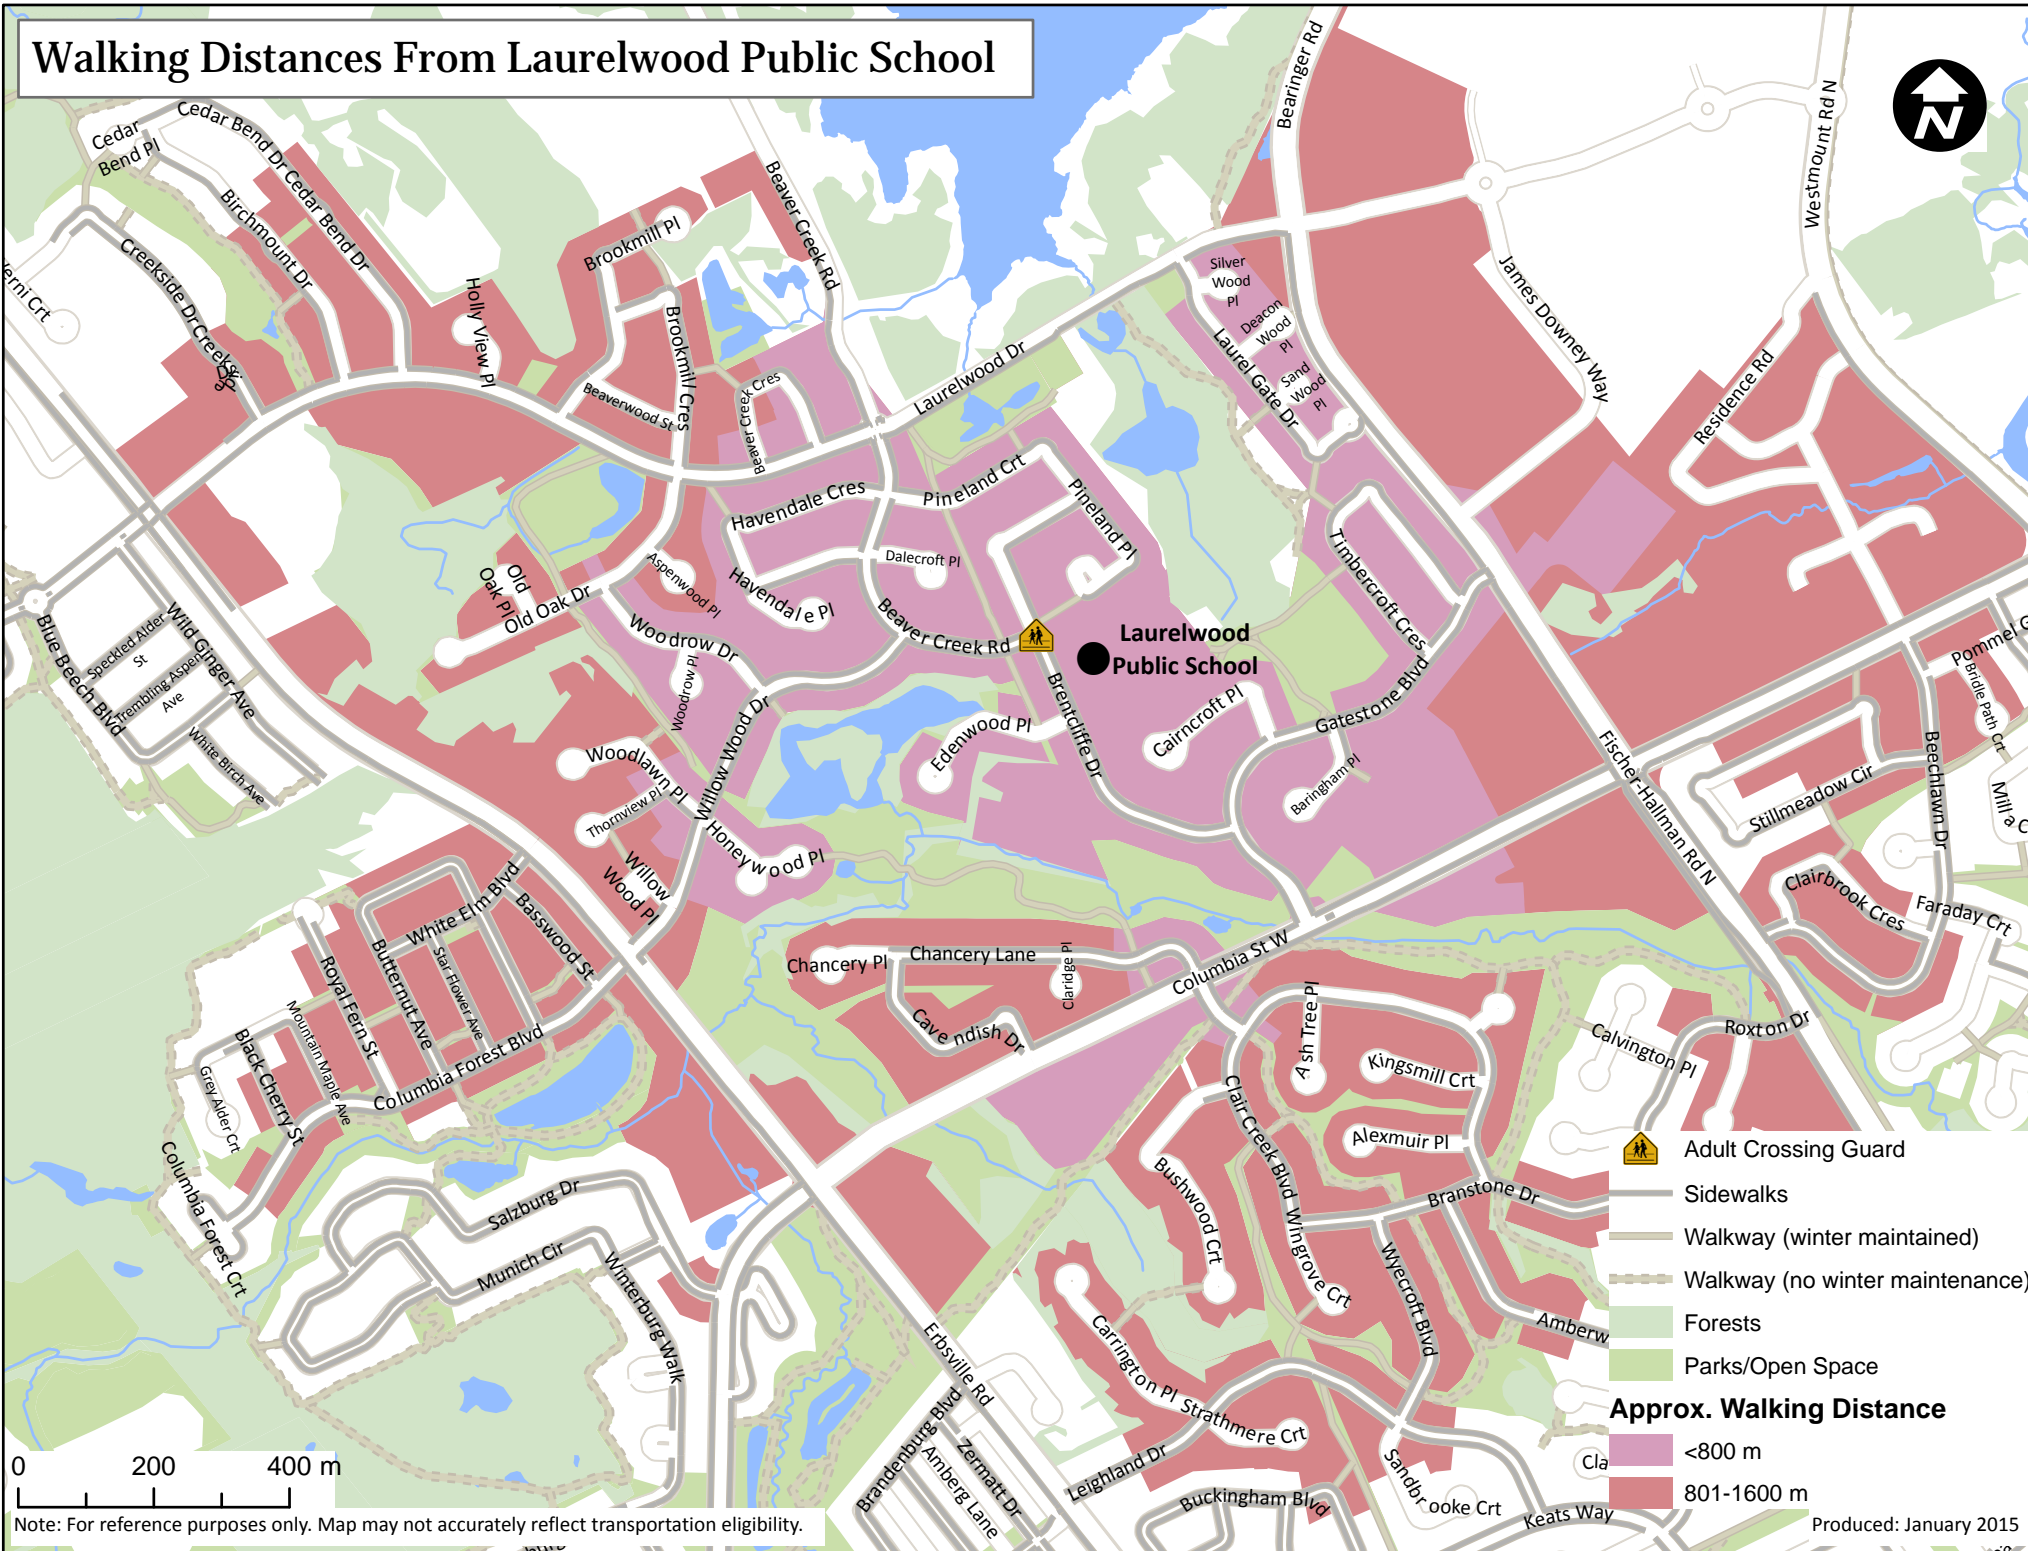 Walking Distances From Laurelwood Public School
N
Cedar
Bend Pl
Cedar Bend Dr
Cedar Bend Dr
Birchmount Dr
Creekside Dr
Holly View Pl
Brookmill Pl
Brookmill Cres
Beaverwood St
Beaver Creek Rd
Beaver Creek Cres
Laurelwood Dr
Bearinger Rd
Westmount Rd N
Silver
Wood
Pl
Deacon
Wood
Pl
Sand
Wood
Pl
Laurel Gate Dr
James Downey Way
Residence Rd
Havendale Cres
Pineland Crt
Pineland Pl
Dalecroft Pl
Havendale Pl
Aspenwood Pl
Old
Oak Pl
Old Oak Dr
Woodrow Dr
Woodrow Pl
Beaver Creek Rd
Laurelwood
Public School
Timbercroft Cres
Gatestone Blvd
Cairncroft Pl
Baringham Pl
Brentcliffe Dr
Edenwood Pl
Willow Wood Dr
Woodlawn Pl
Thornview Pl
Honeywood Pl
Willow
Wood Pl
Blue Beech Blvd
Speckled Alder
St
Trembling Aspen
Ave
Wild Ginger Ave
White Birch Ave
White Elm Blvd
Basswood St
Butternut Ave
Star Flower Ave
Royal Fern St
Mountain Maple Ave
Black Cherry St
Grey Alder Crt
Columbia Forest Blvd
Columbia Forest Crt
Chancery Pl
Chancery Lane
Claridge Pl
Cavendish Dr
Columbia St W
Fischer-Hallman Rd N
Stillmeadow Cir
Beechlawn Dr
Bridle Path Crt
Clairbrook Cres
Faraday Crt
Roxton Dr
Calvington Pl
Ash Tree Pl
Kingsmill Crt
Alexmuir Pl
Branstone Dr
Clair Creek Blvd
Bushwood Crt
Wingrove Crt
Wyecroft Blvd
Carrington Pl
Strathmere Crt
Leighland Dr
Buckingham Blvd
Sandbrooke Crt
Keats Way
Salzburg Dr
Munich Cir
Winterburg Walk
Erbsville Rd
Brandenburg Blvd
Amberg Lane
Zermatt Dr
Adult Crossing Guard
Sidewalks
Walkway (winter maintained)
Walkway (no winter maintenance)
Forests
Parks/Open Space
Approx. Walking Distance
<800 m
801-1600 m
0 200 400 m
Note: For reference purposes only. Map may not accurately reflect transportation eligibility.
Produced: January 2015